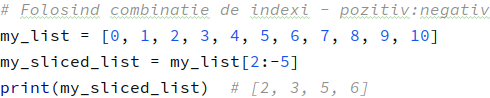 # Folosind combinatie de indexi - pozitiv:negativ
my_list = [0, 1, 2, 3, 4, 5, 6, 7, 8, 9, 10]
my_sliced_list = my_list[2:-5]
print(my_sliced_list)  # [2, 3, 5, 6]